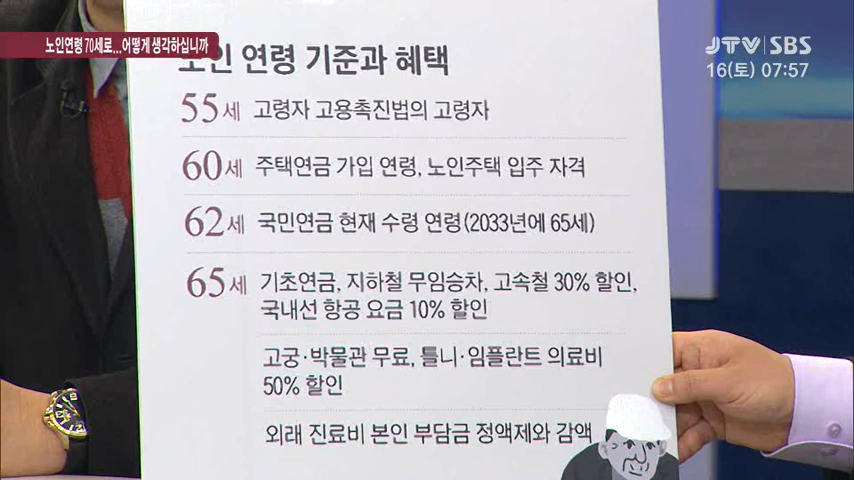 노인연령 70세로...어떻게 생각하십니까
JTV SBS
16(토) 07:57
노인 연령 기준과 혜택
55세 고령자 고용촉진법의 고령자
60세 주택연금 가입 연령, 노인주택 입주 자격
62세 국민연금 현재 수령 연령(2033년에 65세)
65세 기초연금, 지하철 무임승차, 고속철 30% 할인,
국내선 항공 요금 10% 할인
고궁·박물관 무료, 틀니·임플란트 의료비
50% 할인
외래 진료비 본인 부담금 정액제와 감액